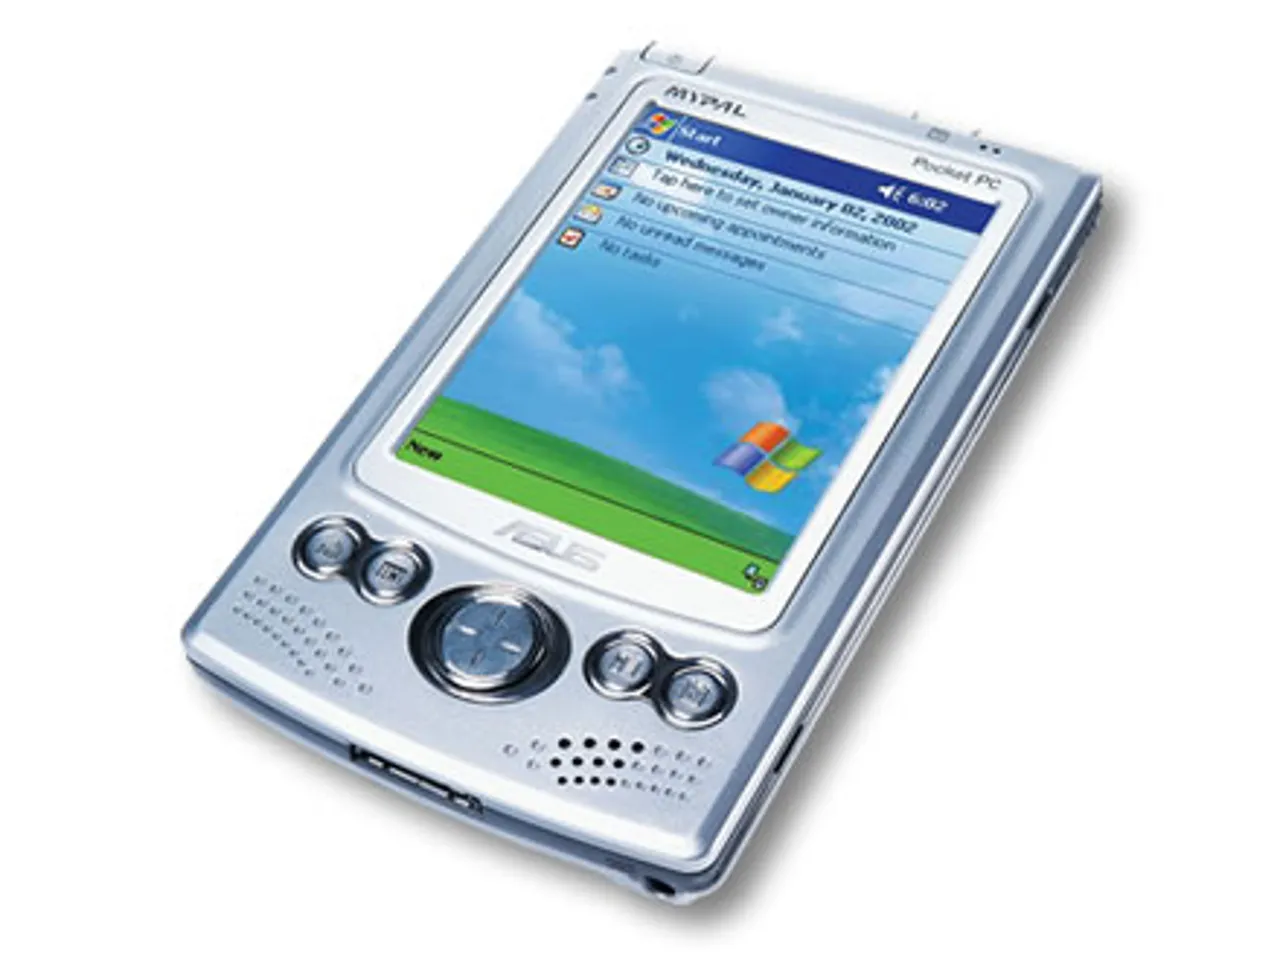 MYPAL
Pocket PC
Start 6:02
Wednesday, January 02, 2002
Tap here to set owner information
No upcoming appointments
No unread messages
No tasks
New
ASUS